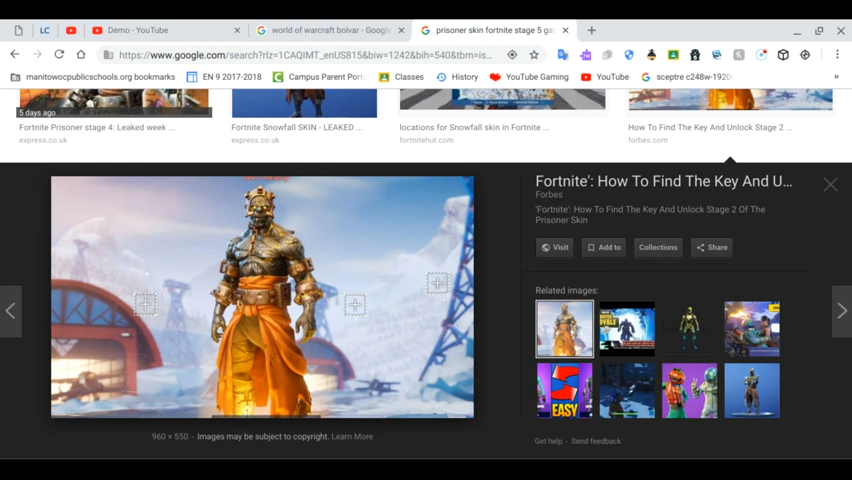 LC
Demo - YouTube
world of warcraft bolvar - Google
prisoner skin fortnite stage 5 ga
https://www.google.com/search?rlz=1CAQIMT_enUS815&biw=1242&bih=540&tbm=is...
manitowocpublicschools.org bookmarks
EN 9 2017-2018
Campus Parent Port
Classes
History
YouTube Gaming
YouTube
sceptre c248w-1920
»
5 days ago
Fortnite Prisoner stage 4: Leaked week ...
express.co.uk
Fortnite Snowfall SKIN - LEAKED ...
express.co.uk
locations for Snowfall skin in Fortnite ...
fortnitehut.com
How To Find The Key And Unlock Stage 2 ...
forbes.com
Fortnite': How To Find The Key And U...
Forbes
'Fortnite': How To Find The Key And Unlock Stage 2 Of The
Prisoner Skin
Visit
Add to
Collections
Share
Related images:
BATTLE
ROYALE
EASY
960 × 550 - Images may be subject to copyright. Learn More
Get help - Send feedback